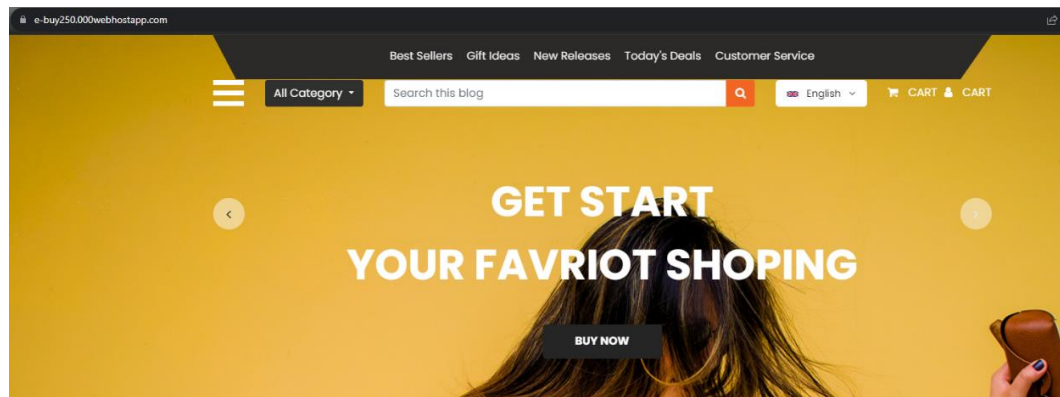 e-buy250.000webhostapp.com
Best Sellers Gift Ideas New Releases Today's Deals Customer Service
All Category Search this blog English CART CART
GET START
YOUR FAVRIOT SHOPING
BUY NOW